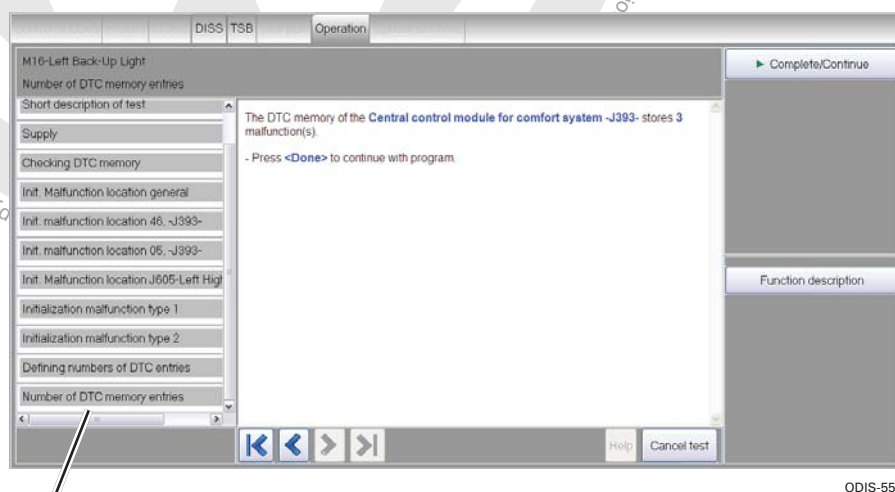 DISS TSB Operation
M16-Left Back-Up Light
Number of DTC memory entries
Complete/Continue
Short description of test
Supply
Checking DTC memory
Init. Malfunction location general
Init. malfunction location 46, -J393-
Init. malfunction location 05, -J393-
Init. Malfunction location J605-Left Higt
Initialization malfunction type 1
Initialization malfunction type 2
Defining numbers of DTC entries
Number of DTC memory entries
The DTC memory of the Central control module for comfort system -J393- stores 3
malfunction(s).
- Press <Done> to continue with program.
Function description
Help
Cancel test
ODIS-55